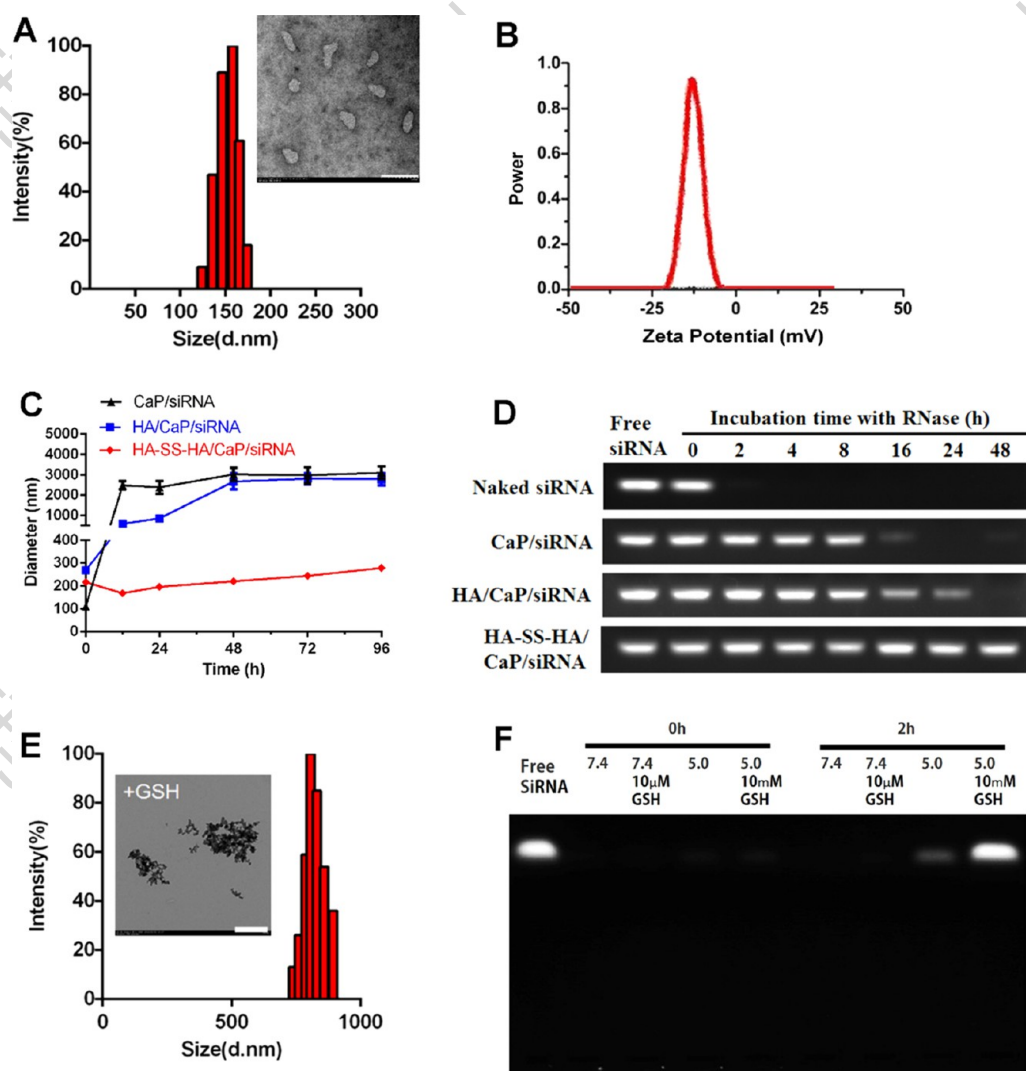 A
Intensity(%)
100
80
60
40
20
0
50 100 150 200 250 300
Size(d.nm)
B
Power
1.0
0.8
0.6
0.4
0.2
0.0
-50 -25 0 25 50
Zeta Potential (mV)
C
CaP/siRNA
HA/CaP/siRNA
HA-SS-HA/CaP/siRNA
Diameter (nm)
5000
4000
3000
2000
1000
400
300
200
100
0
0 24 48 72 96
Time (h)
D
Free
siRNA
Incubation time with RNase (h)
0 2 4 8 16 24 48
Naked siRNA
CaP/siRNA
HA/CaP/siRNA
HA-SS-HA/
CaP/siRNA
E
Intensity(%)
100
80
60
40
20
0
+GSH
0 500 1000
Size(d.nm)
F
0h 2h
Free
SiRNA
7.4 7.4 5.0 5.0 7.4 7.4 5.0 5.0
10µM 10mM 10µM 10mM
GSH GSH GSH GSH